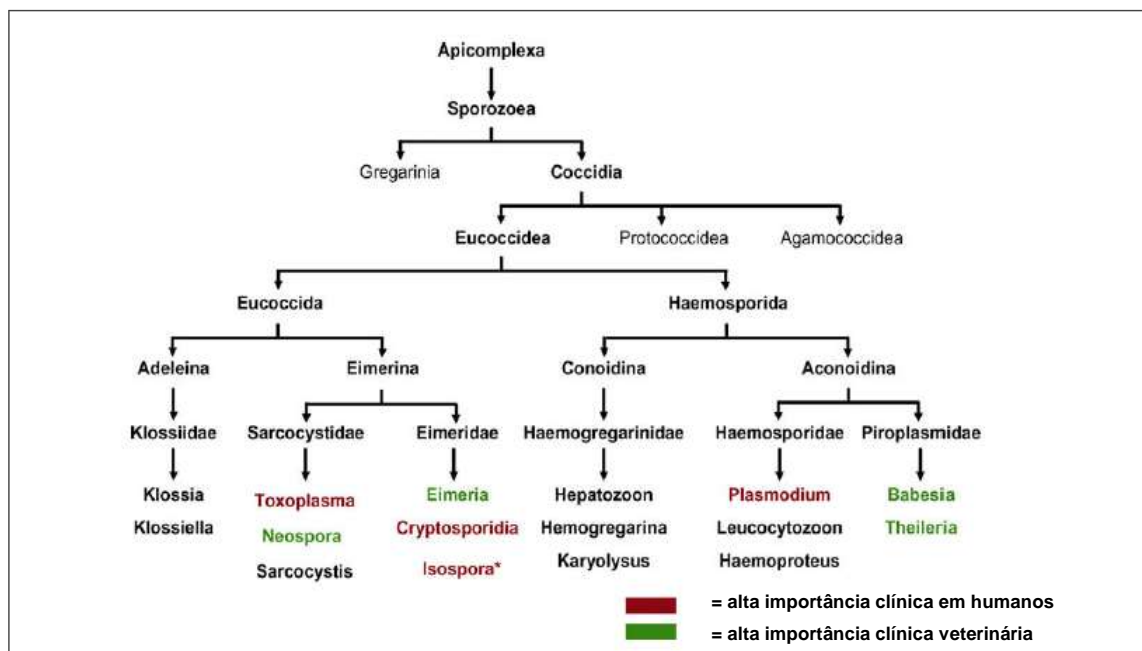 Apicomplexa
Sporozoea
Gregarinia Coccidia
Eucoccidea Protococcidea Agamococcidea
Eucoccida Haemosporida
Adeleina Eimerina Conoidina Aconoidina
Klossiidae Sarcocystidae Eimeridae Haemogregarinidae Haemosporidae Piroplasmidae
Klossia Toxoplasma Eimeria Hepatozoon Plasmodium Babesia
Klossiella Neospora Cryptosporidia Hemogregarina Leucocytozoon Theileria
Sarcocystis Isospora* Karyolysus Haemoproteus
= alta importância clínica em humanos
= alta importância clínica veterinária